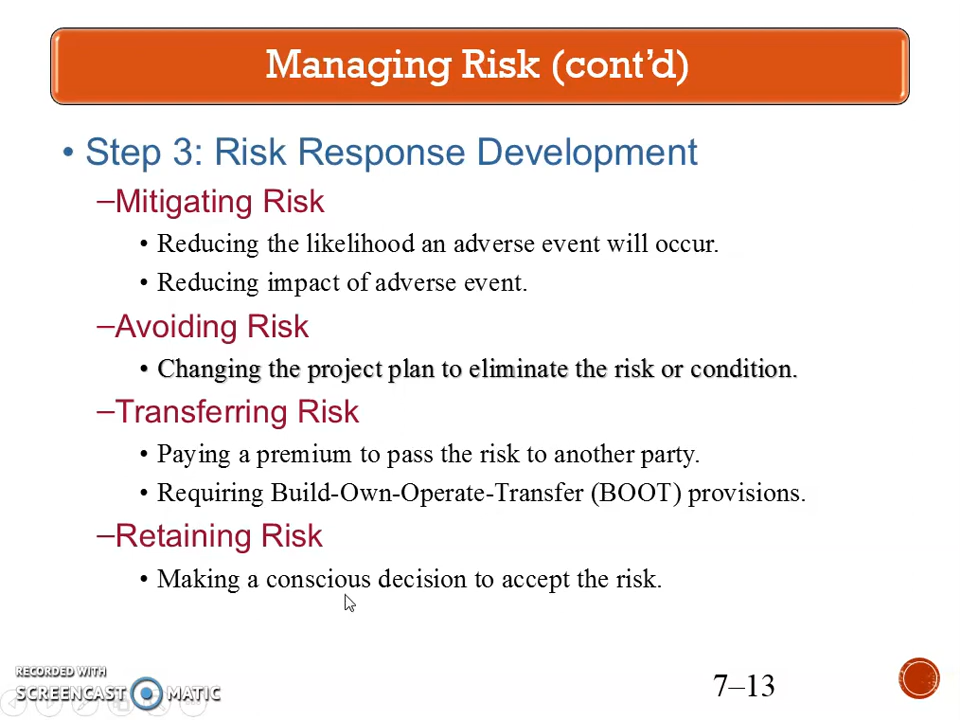 Managing Risk (cont’d)
• Step 3: Risk Response Development
–Mitigating Risk
• Reducing the likelihood an adverse event will occur.
• Reducing impact of adverse event.
–Avoiding Risk
• Changing the project plan to eliminate the risk or condition.
–Transferring Risk
• Paying a premium to pass the risk to another party.
• Requiring Build-Own-Operate-Transfer (BOOT) provisions.
–Retaining Risk
• Making a conscious decision to accept the risk.
RECORDED WITH
SCREENCAST MATIC
7–13